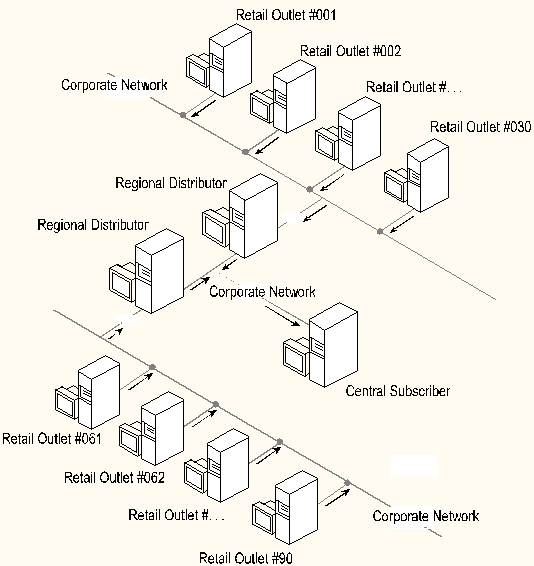 Retail Outlet #001
Retail Outlet #002
Corporate Network
Retail Outlet #...
Retail Outlet #030
Regional Distributor
Regional Distributor
Corporate Network
Central Subscriber
Retail Outlet #061
Retail Outlet #062
Retail Outlet #...
Corporate Network
Retail Outlet #90